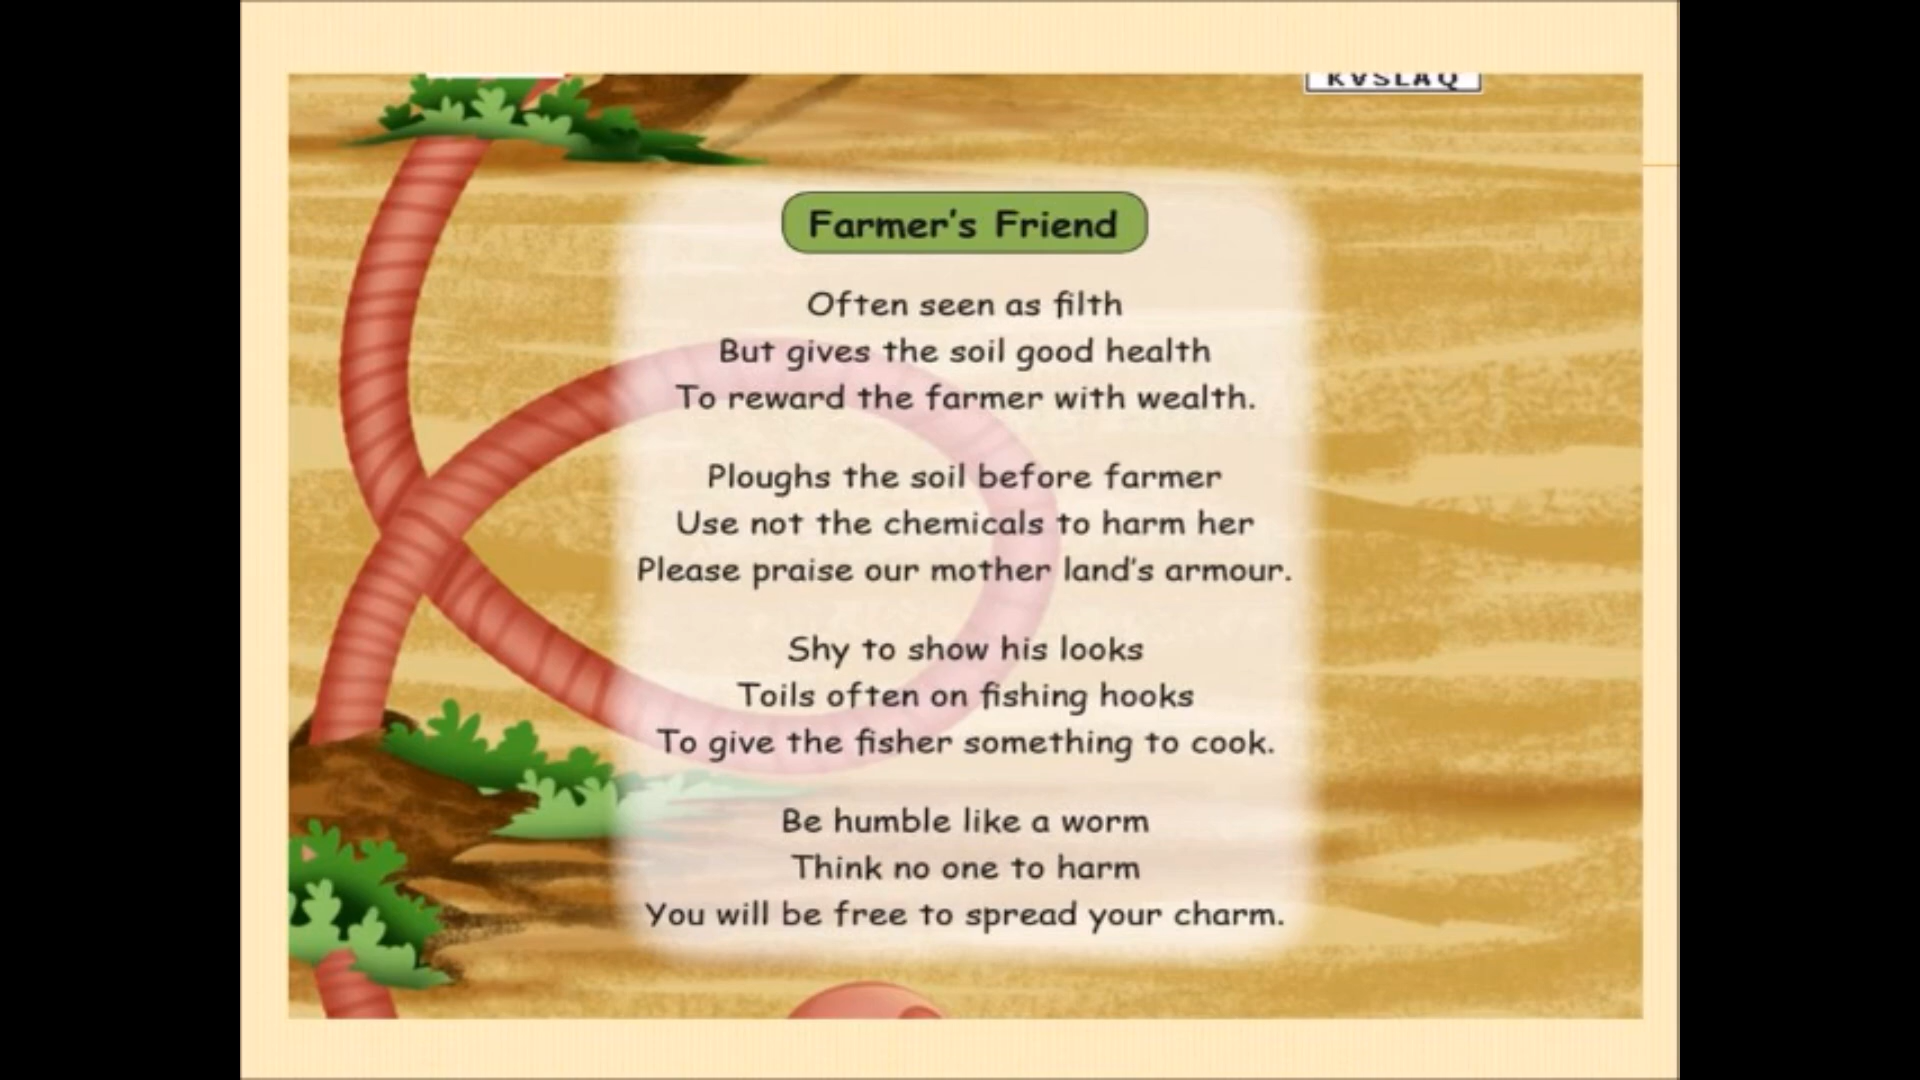 KVSLAQ
Farmer's Friend
Often seen as filth
But gives the soil good health
To reward the farmer with wealth.
Ploughs the soil before farmer
Use not the chemicals to harm her
Please praise our mother land's armour.
Shy to show his looks
Toils often on fishing hooks
To give the fisher something to cook.
Be humble like a worm
Think no one to harm
You will be free to spread your charm.